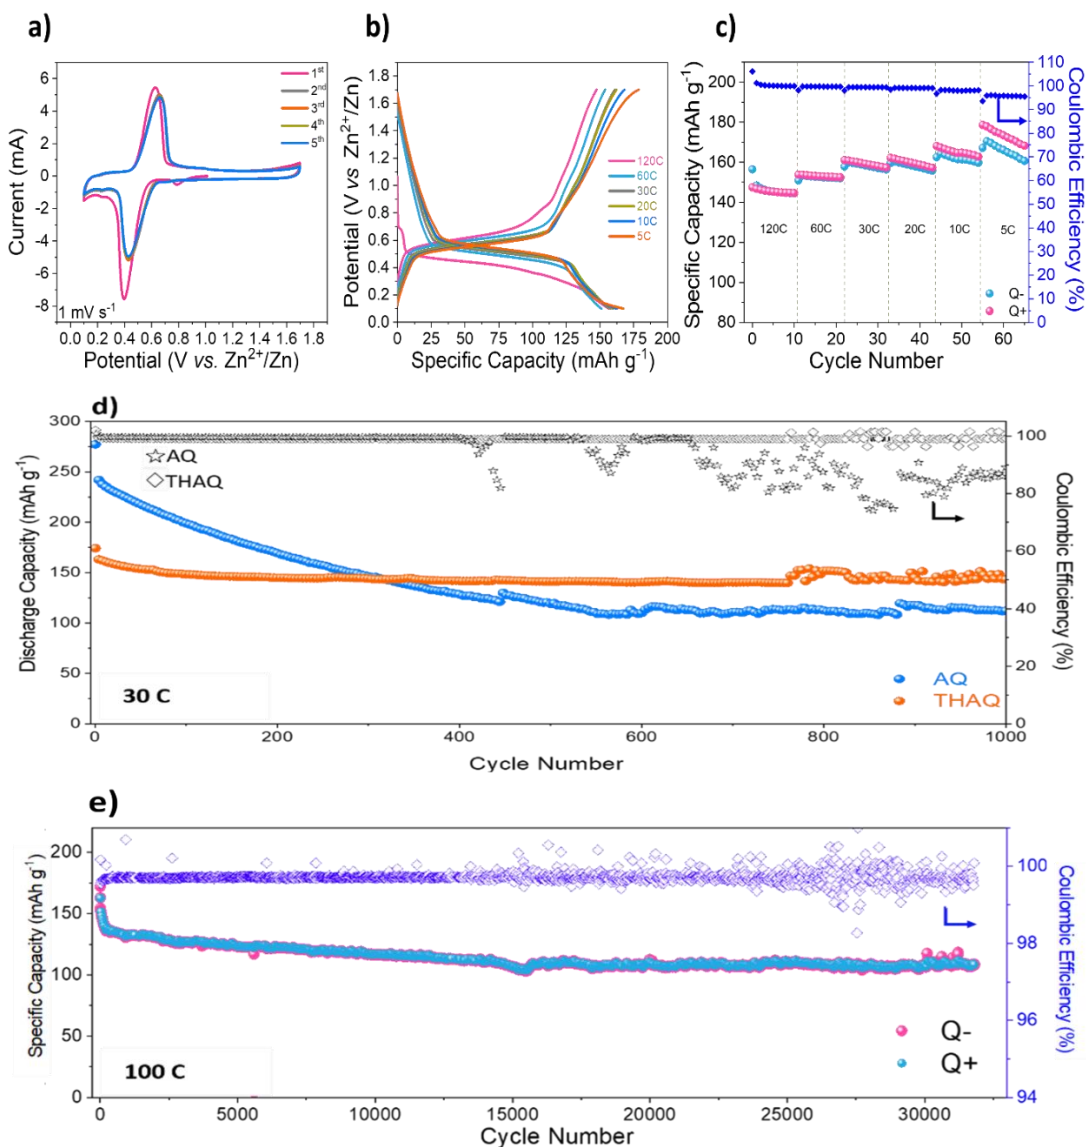 a)
Current (mA)
6
4
2
0
-2
-4
-6
-8
1st
2nd
3rd
4th
5th
1 mV s-1
0.0 0.2 0.4 0.6 0.8 1.0 1.2 1.4 1.6 1.8
Potential (V vs. Zn2+/Zn)
b)
Potential (V vs Zn2+/Zn)
1.8
1.6
1.4
1.2
1.0
0.8
0.6
0.4
0.2
0.0
120C
60C
30C
20C
10C
5C
0 25 50 75 100 125 150 175 200
Specific Capacity (mAh g-1)
c)
Specific Capacity (mAh g-1)
200
180
160
140
120
100
80
120C 60C 30C 20C 10C 5C
Q-
Q+
0 10 20 30 40 50 60
Cycle Number
120
110
100
90
80
70
60
50
40
30
20
10
0
Coulombic Efficiency (%)
d)
Discharge Capacity (mAh g-1)
300
250
200
150
100
50
0
AQ
THAQ
30 C
AQ
THAQ
0 200 400 600 800 1000
Cycle Number
100
80
60
40
20
0
Coulombic Efficiency (%)
e)
Specific Capacity (mAh g-1)
200
150
100
50
0
100 C
Q-
Q+
0 5000 10000 15000 20000 25000 30000
Cycle Number
100
98
96
94
Coulombic Efficiency (%)